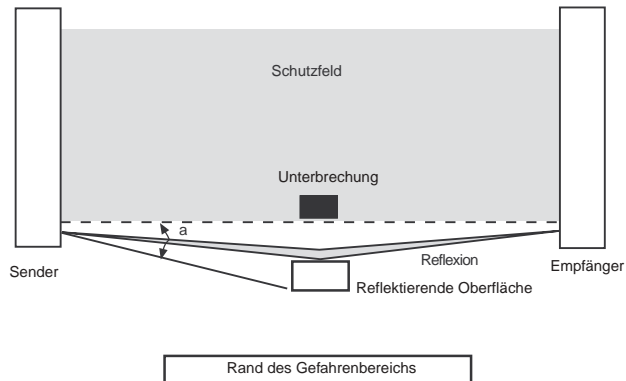 Schutzfeld
Unterbrechung
a
Sender
Reflexion
Empfänger
Reflektierende Oberfläche
Rand des Gefahrenbereichs